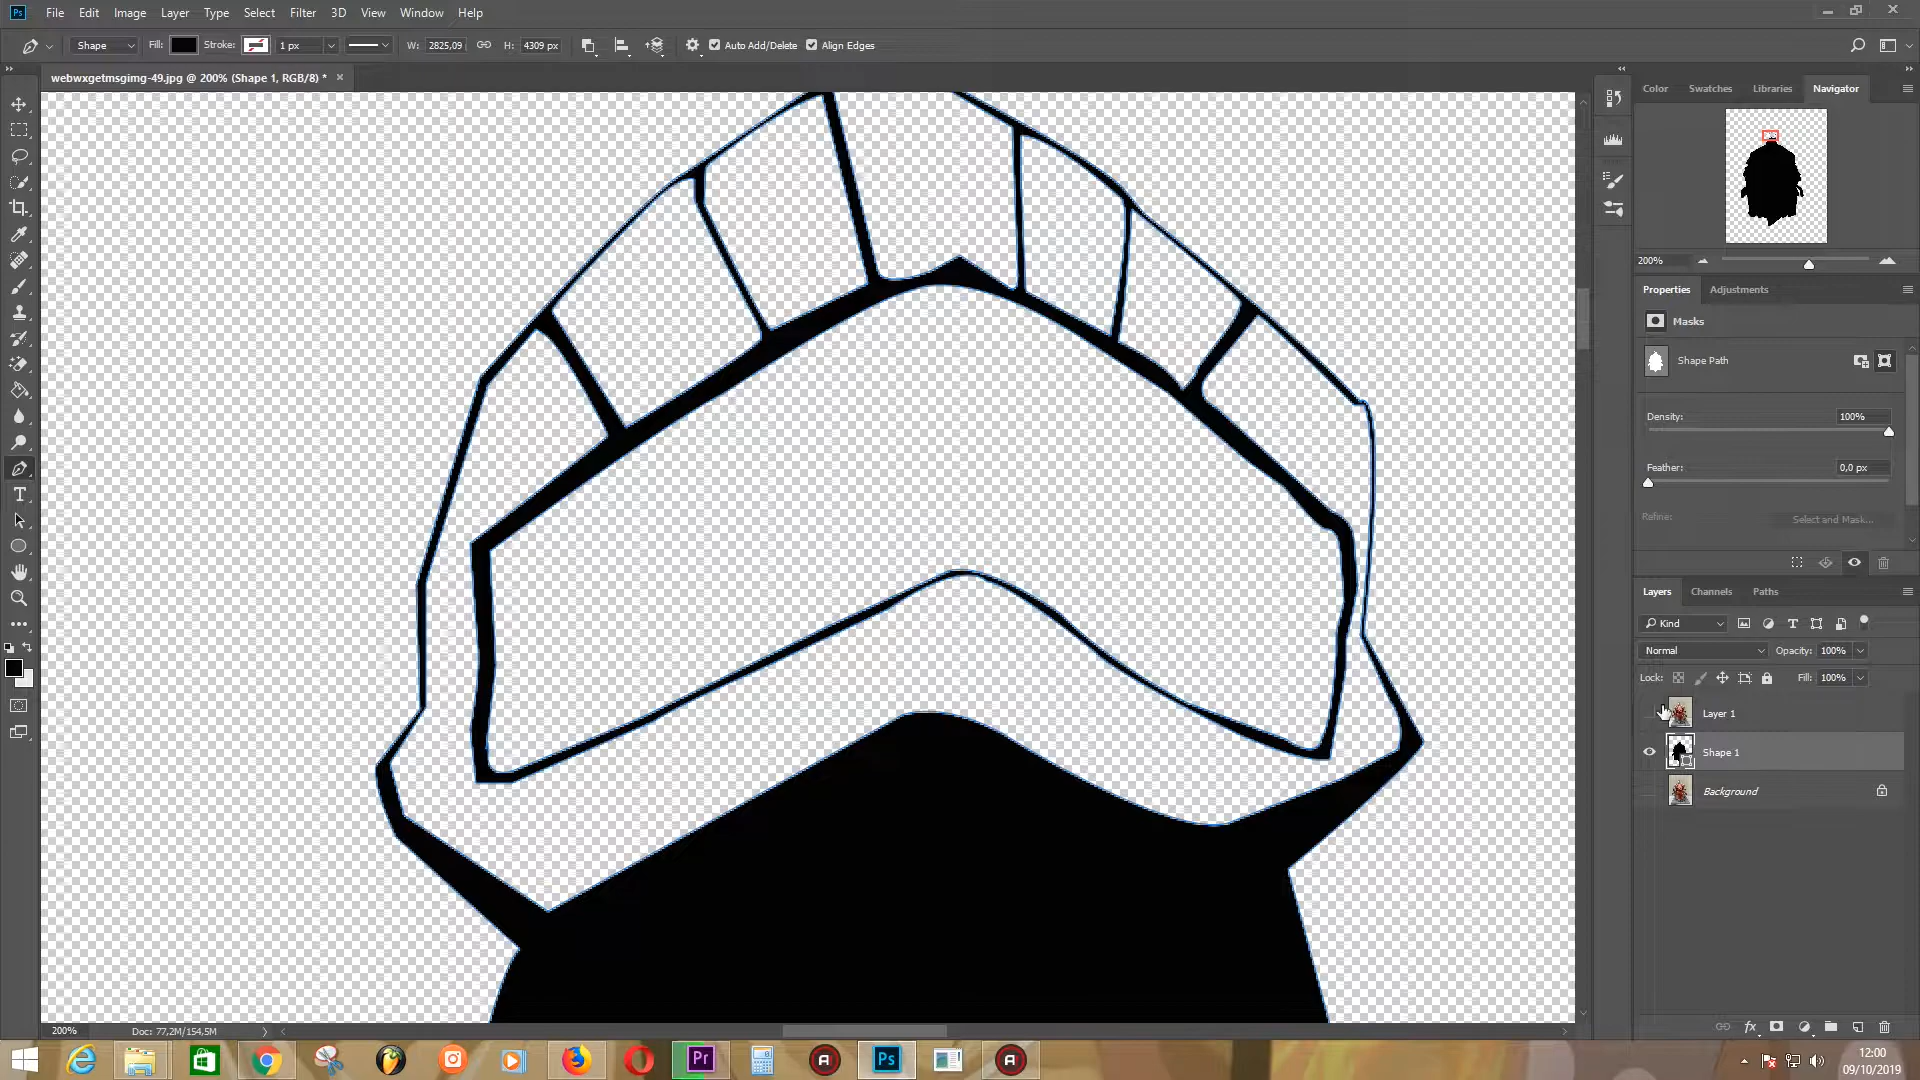 Ps File Edit Image Layer Type Select Filter 3D View Window Help
Shape Fill: Stroke: 1 px W: 2825,09 H: 4309 px Auto Add/Delete Align Edges
webwxgetmsgimg-49.jpg @ 200% (Shape 1, RGB/8) * ×
Color Swatches Libraries Navigator
200%
Properties Adjustments
Masks
Shape Path
Density: 100%
Feather: 0,0 px
Refine: Select and Mask...
Layers Channels Paths
Kind
Normal Opacity: 100%
Lock: Fill: 100%
Layer 1
Shape 1
Background
200% Doc: 77,2M/154,5M
Pr
Ps
12:00
09/10/2019